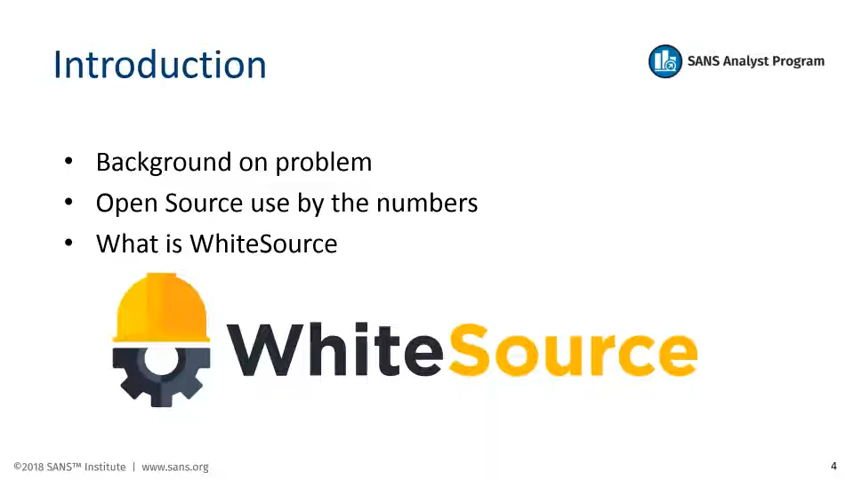 Introduction
SANS Analyst Program
• Background on problem
• Open Source use by the numbers
• What is WhiteSource
WhiteSource
©2018 SANS™ Institute | www.sans.org
4